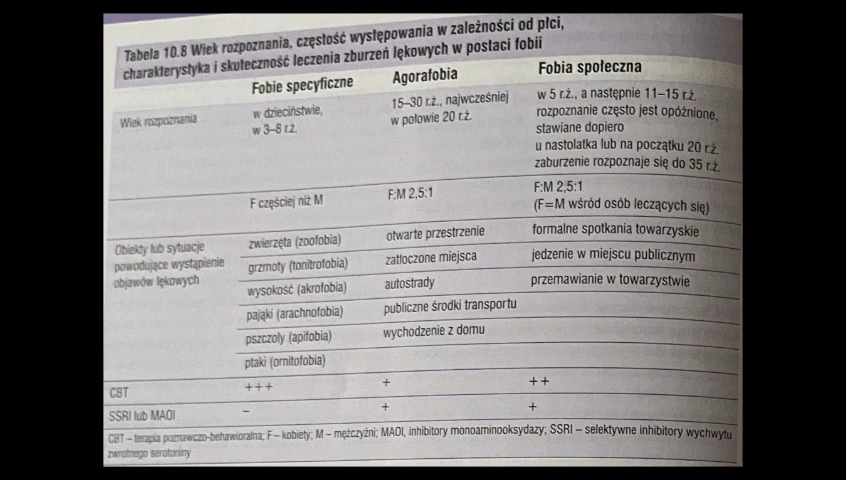 Tabela 10.8 Wiek rozpoznania, częstość występowania w zależności od płci,
charakterystyka i skuteczność leczenia zburzeń lękowych w postaci fobii
Fobie specyficzne Agorafobia Fobia społeczna
Wiek rozpoznania
w dzieciństwie,
w 3–8 r.ż.
15–30 r.ż., najwcześniej
w połowie 20 r.ż.
w 5 r.ż., a następnie 11–15 r.ż.
rozpoznanie często jest opóźnione,
stawiane dopiero
u nastolatka lub na początku 20 r.ż.
zaburzenie rozpoznaje się do 35 r.ż.
F częściej niż M
F:M 2,5:1
F:M 2,5:1
(F=M wśród osób leczących się)
Obiekty lub sytuacje
powodujące wystąpienie
objawów lękowych
zwierzęta (zoofobia)
grzmoty (tonitrofobia)
wysokość (akrofobia)
pająki (arachnofobia)
pszczoły (apifobia)
ptaki (ornitofobia)
otwarte przestrzenie
zatłoczone miejsca
autostrady
publiczne środki transportu
wychodzenie z domu
formalne spotkania towarzyskie
jedzenie w miejscu publicznym
przemawianie w towarzystwie
CBT +++ + ++
SSRI lub MAOI – + +
CBT – terapia poznawczo-behawioralna; F – kobiety; M – mężczyźni; MAOI, inhibitory monoaminooksydazy; SSRI – selektywne inhibitory wychwytu
zwrotnego serotoniny